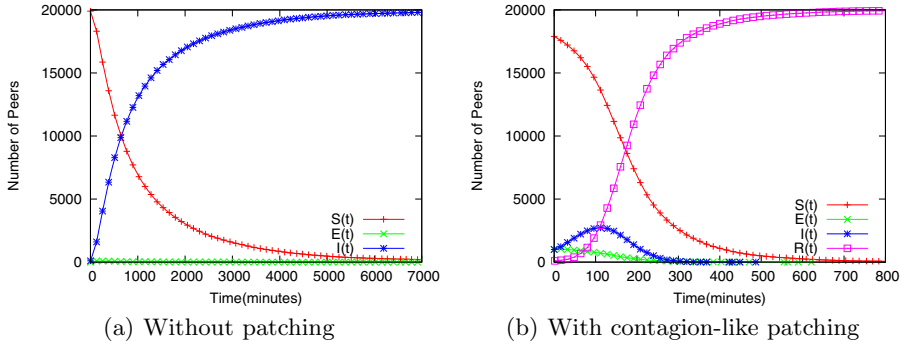 20000
15000
10000
5000
0
Number of Peers
0 1000 2000 3000 4000 5000 6000 7000
Time(minutes)
S(t)
E(t)
I(t)
(a) Without patching
20000
15000
10000
5000
0
Number of Peers
0 100 200 300 400 500 600 700 800
Time(minutes)
S(t)
E(t)
I(t)
R(t)
(b) With contagion-like patching